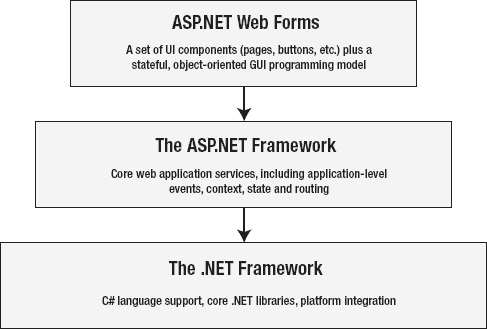 ASP.NET Web Forms
A set of UI components (pages, buttons, etc.) plus a
stateful, object-oriented GUI programming model
The ASP.NET Framework
Core web application services, including application-level
events, context, state and routing
The .NET Framework
C# language support, core .NET libraries, platform integration